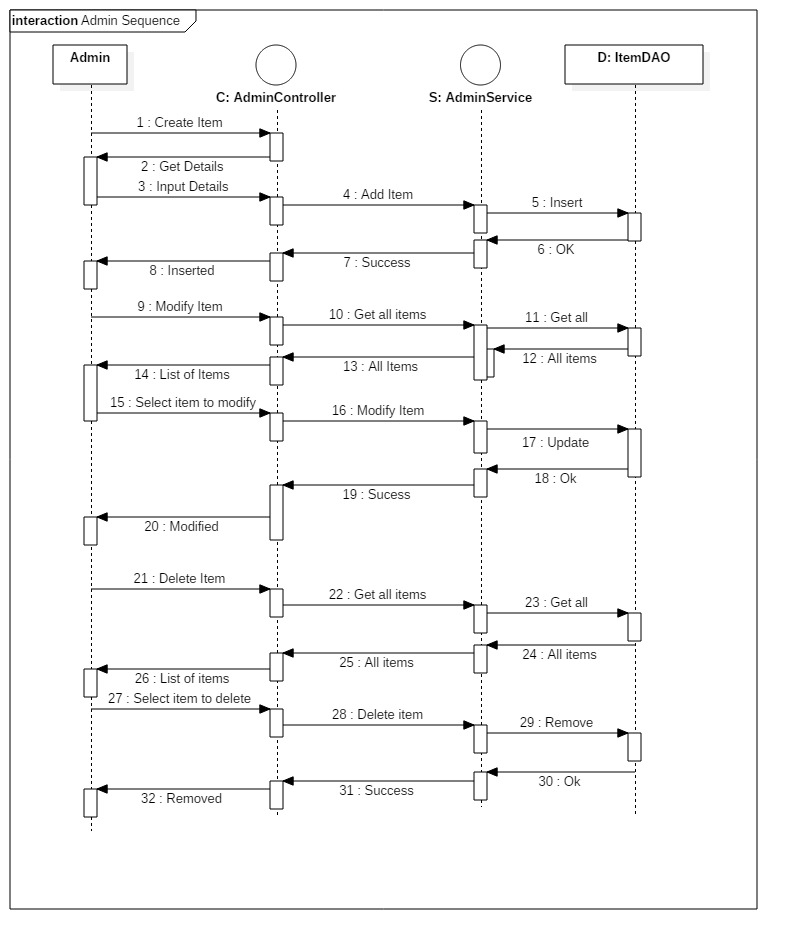 interaction Admin Sequence
Admin
D: ItemDAO
C: AdminController
S: AdminService
1 : Create Item
2 : Get Details
3 : Input Details
4 : Add Item
5 : Insert
6 : OK
7 : Success
8 : Inserted
9 : Modify Item
10 : Get all items
11 : Get all
12 : All items
13 : All Items
14 : List of Items
15 : Select item to modify
16 : Modify Item
17 : Update
18 : Ok
19 : Sucess
20 : Modified
21 : Delete Item
22 : Get all items
23 : Get all
24 : All items
25 : All items
26 : List of items
27 : Select item to delete
28 : Delete item
29 : Remove
30 : Ok
31 : Success
32 : Removed